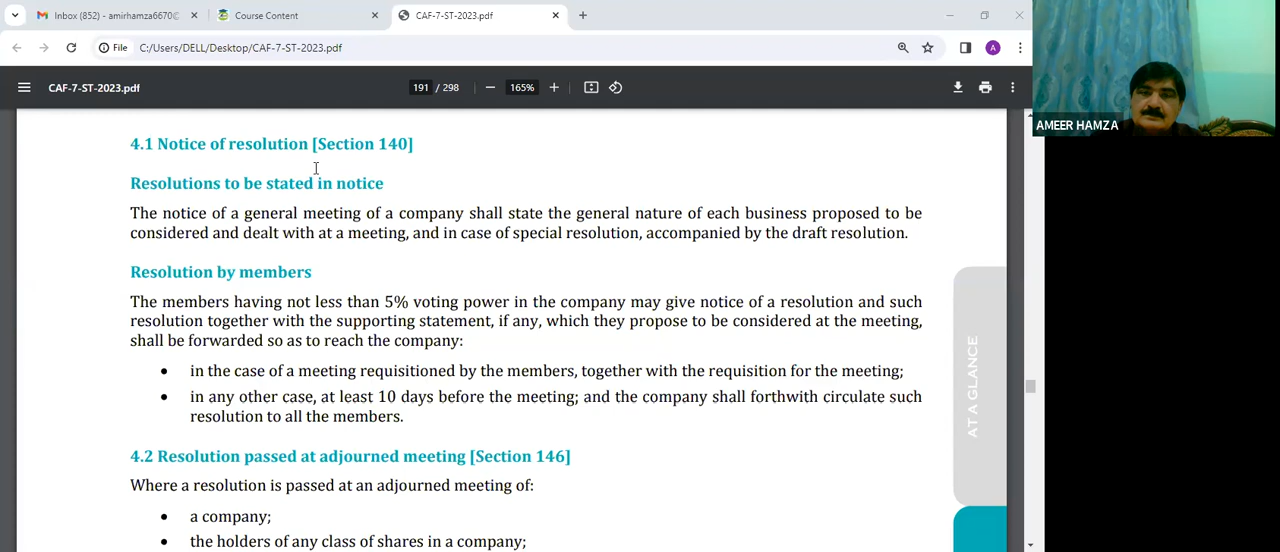 Inbox (852) - amirhamza6670@
Course Content
CAF-7-ST-2023.pdf
File C:/Users/DELL/Desktop/CAF-7-ST-2023.pdf
A
CAF-7-ST-2023.pdf
191 / 298
165%
AMEER HAMZA
4.1 Notice of resolution [Section 140]
Resolutions to be stated in notice
The notice of a general meeting of a company shall state the general nature of each business proposed to be
considered and dealt with at a meeting, and in case of special resolution, accompanied by the draft resolution.
Resolution by members
The members having not less than 5% voting power in the company may give notice of a resolution and such
resolution together with the supporting statement, if any, which they propose to be considered at the meeting,
shall be forwarded so as to reach the company:
• in the case of a meeting requisitioned by the members, together with the requisition for the meeting;
• in any other case, at least 10 days before the meeting; and the company shall forthwith circulate such
resolution to all the members.
AT A GLANCE
4.2 Resolution passed at adjourned meeting [Section 146]
Where a resolution is passed at an adjourned meeting of:
• a company;
• the holders of any class of shares in a company;